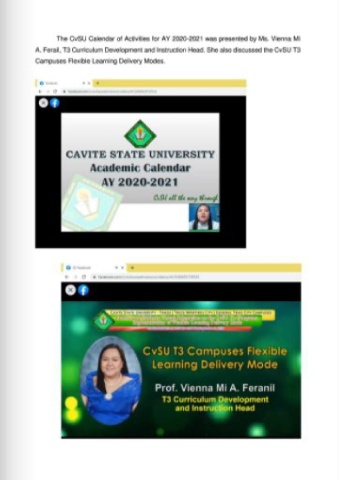 The CvSU Calendar of Activities for AY 2020-2021 was presented by Ms. Vienna Mi
A. Feranil, T3 Curriculum Development and Instruction Head. She also discussed the CvSU T3
Campuses Flexible Learning Delivery Modes.
CAVITE STATE UNIVERSITY
Academic Calendar
AY 2020-2021
CvSU all the way through
CvSU T3 Campuses Flexible
Learning Delivery Mode
Prof. Vienna Mi A. Feranil
T3 Curriculum Development
and Instruction Head